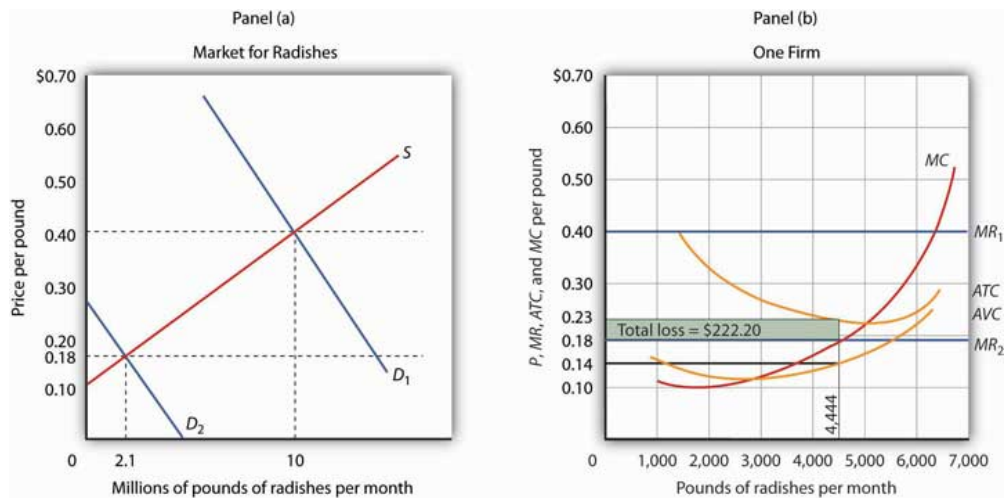 Panel (a)
Market for Radishes
$0.70
0.60
0.50
0.40
0.30
0.20
0.18
0.10
0
2.1
10
S
D1
D2
Price per pound
Millions of pounds of radishes per month
Panel (b)
One Firm
$0.70
0.60
0.50
0.40
0.30
0.23
0.18
0.14
0.10
0
1,000
2,000
3,000
4,000
5,000
6,000
7,000
MC
MR1
ATC
AVC
MR2
Total loss = $222.20
4,444
P, MR, ATC, and MC per pound
Pounds of radishes per month